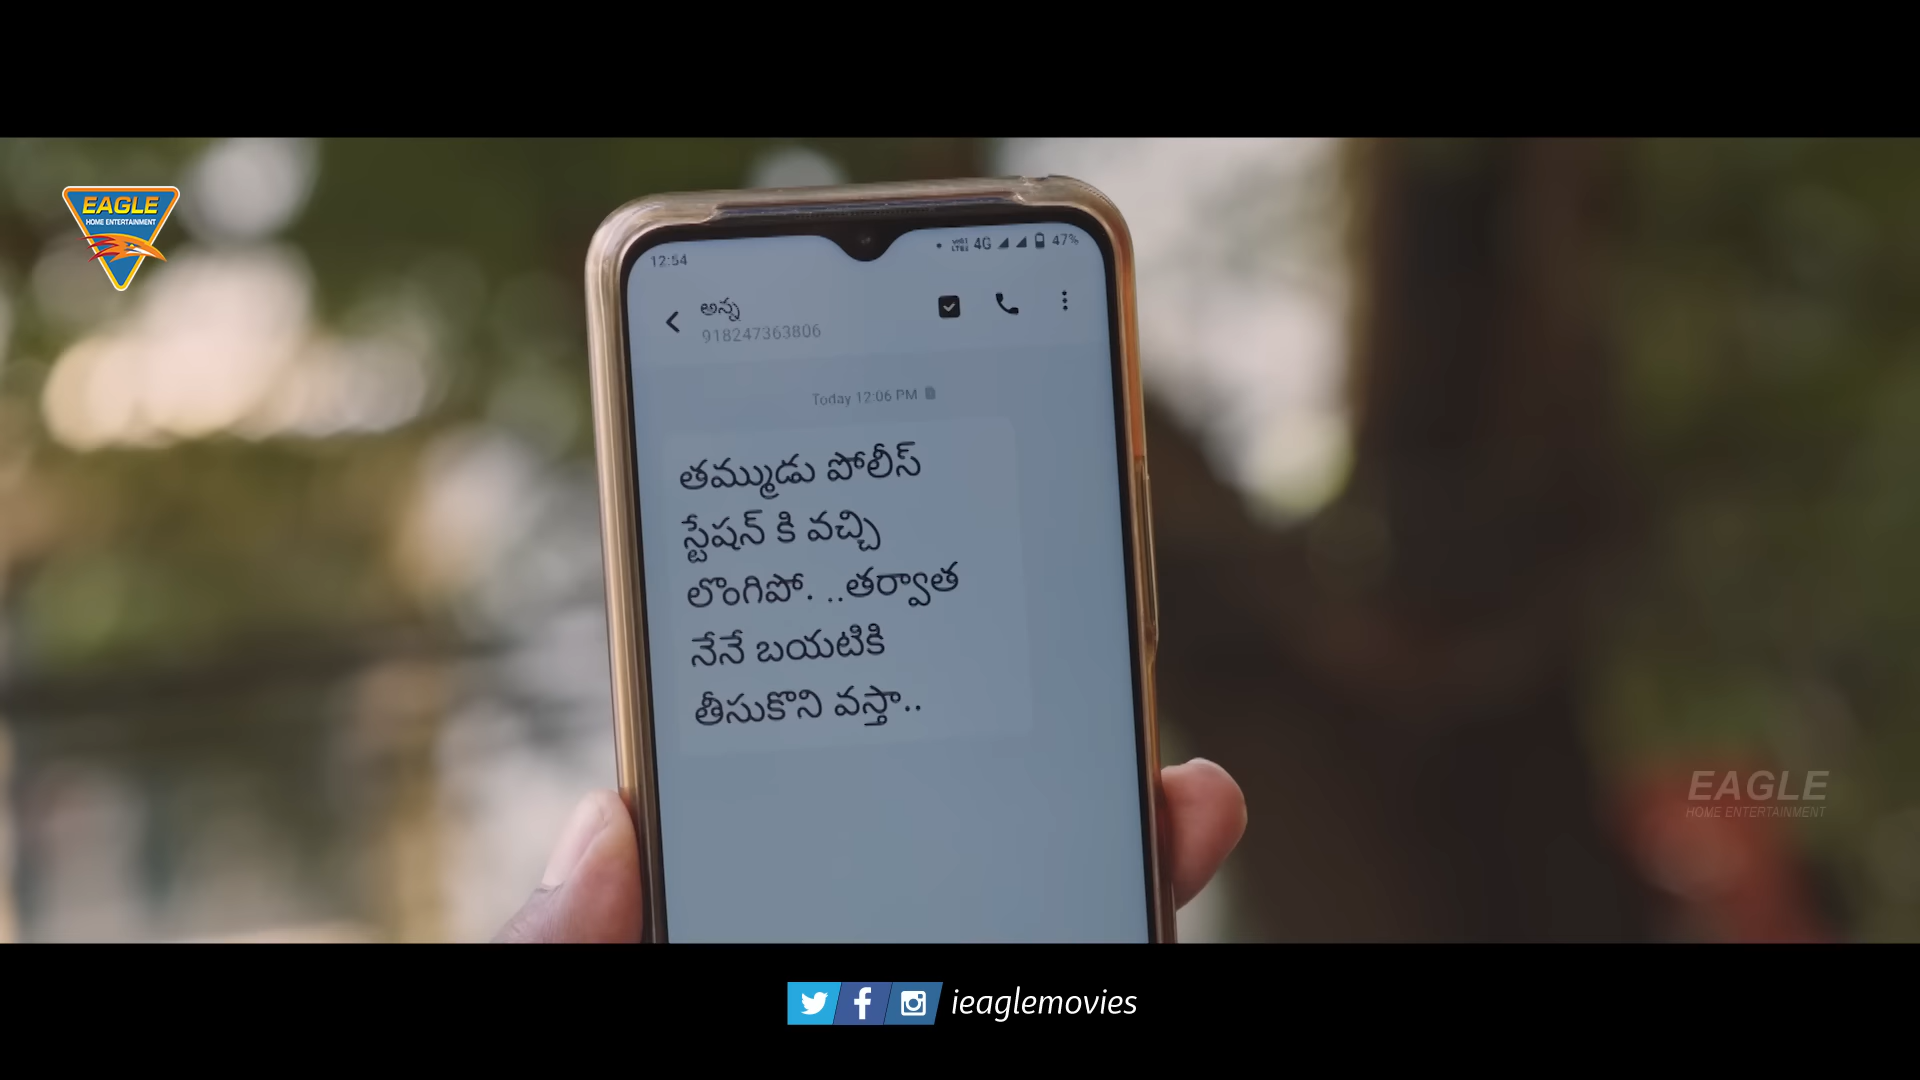 EAGLE
HOME ENTERTAINMENT
12:54
4G 47%
అన్న
918247363806
Today 12:06 PM
తమ్ముడు పోలీస్
స్టేషన్ కి వచ్చి
లొంగిపో. ..తర్వాత
నేనే బయటికి
తీసుకొని వస్తా..
EAGLE
HOME ENTERTAINMENT
ieaglemovies